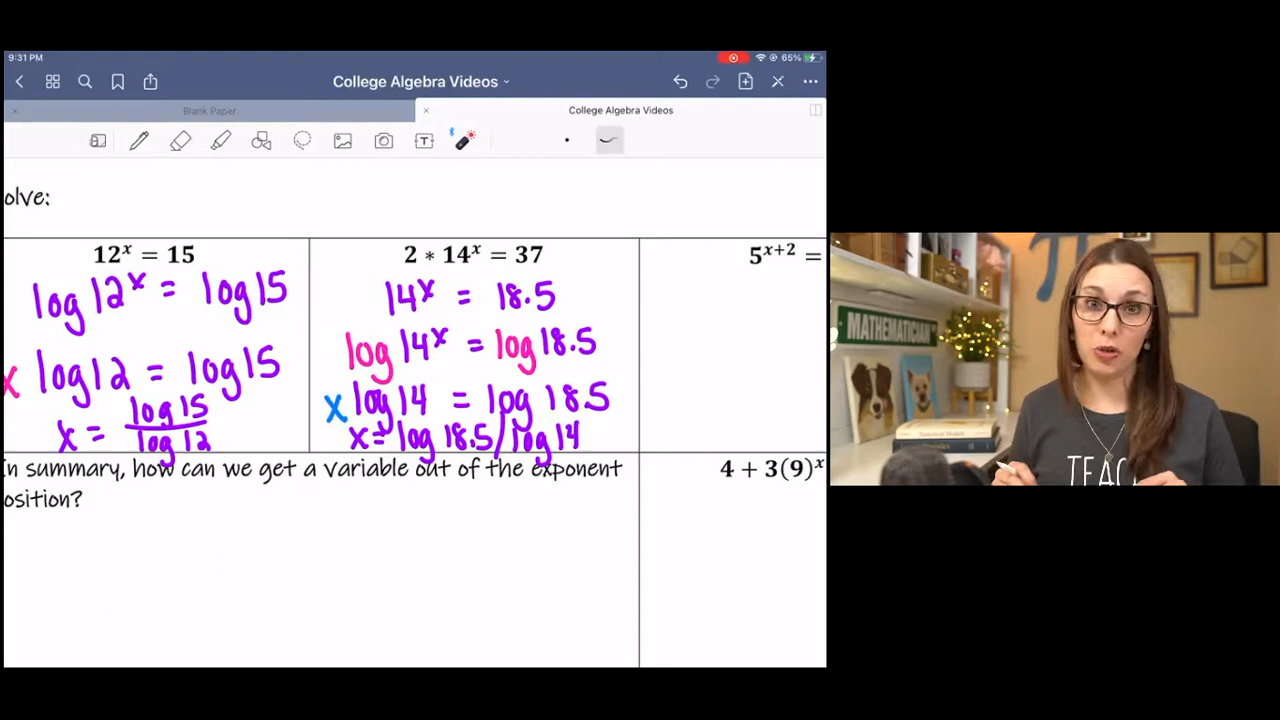 9:31 PM
65%
College Algebra Videos
Blank Paper
College Algebra Videos
olve:
12^x = 15
log 12^x = log 15
x log 12 = log 15
x = log 15 / log 12
2 * 14^x = 37
14^x = 18.5
log 14^x = log 18.5
x log 14 = log 18.5
x = log 18.5 / log 14
5^{x+2} =
In summary, how can we get a variable out of the exponent
osition?
4 + 3(9)^x
MATHEMATICIAN
TEAC